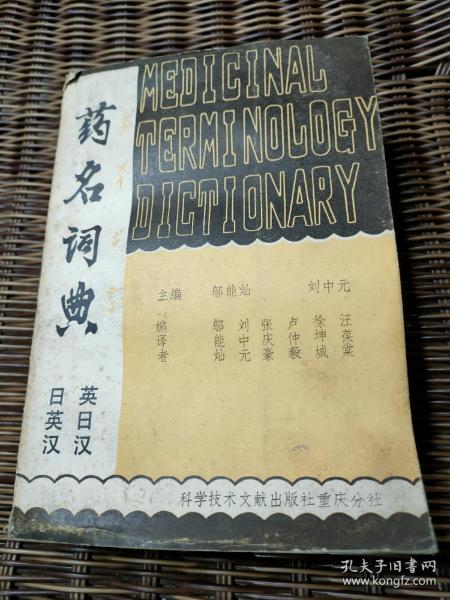 MEDICINAL
TERMINOLOGY
DICTIONARY
药名词典
英日汉
日英汉
主编 邬能灿 刘中元
编译者
邬能灿
刘中元
张庆豪
卢仲毅
徐坤城
汪葆棠
科学技术文献出版社重庆分社
孔夫子旧书网
www.kongfz.com